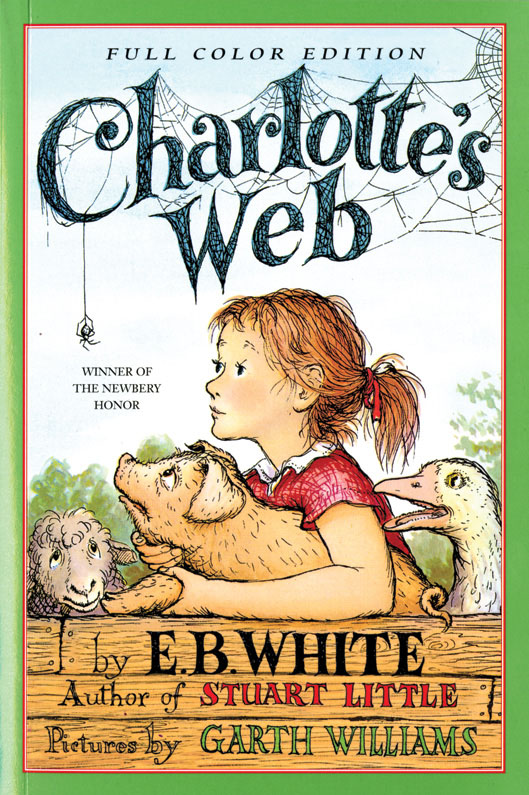 FULL COLOR EDITION
Charlotte's
Web
WINNER OF
THE NEWBERY
HONOR
by E.B.WHITE
Author of STUART LITTLE
Pictures by GARTH WILLIAMS